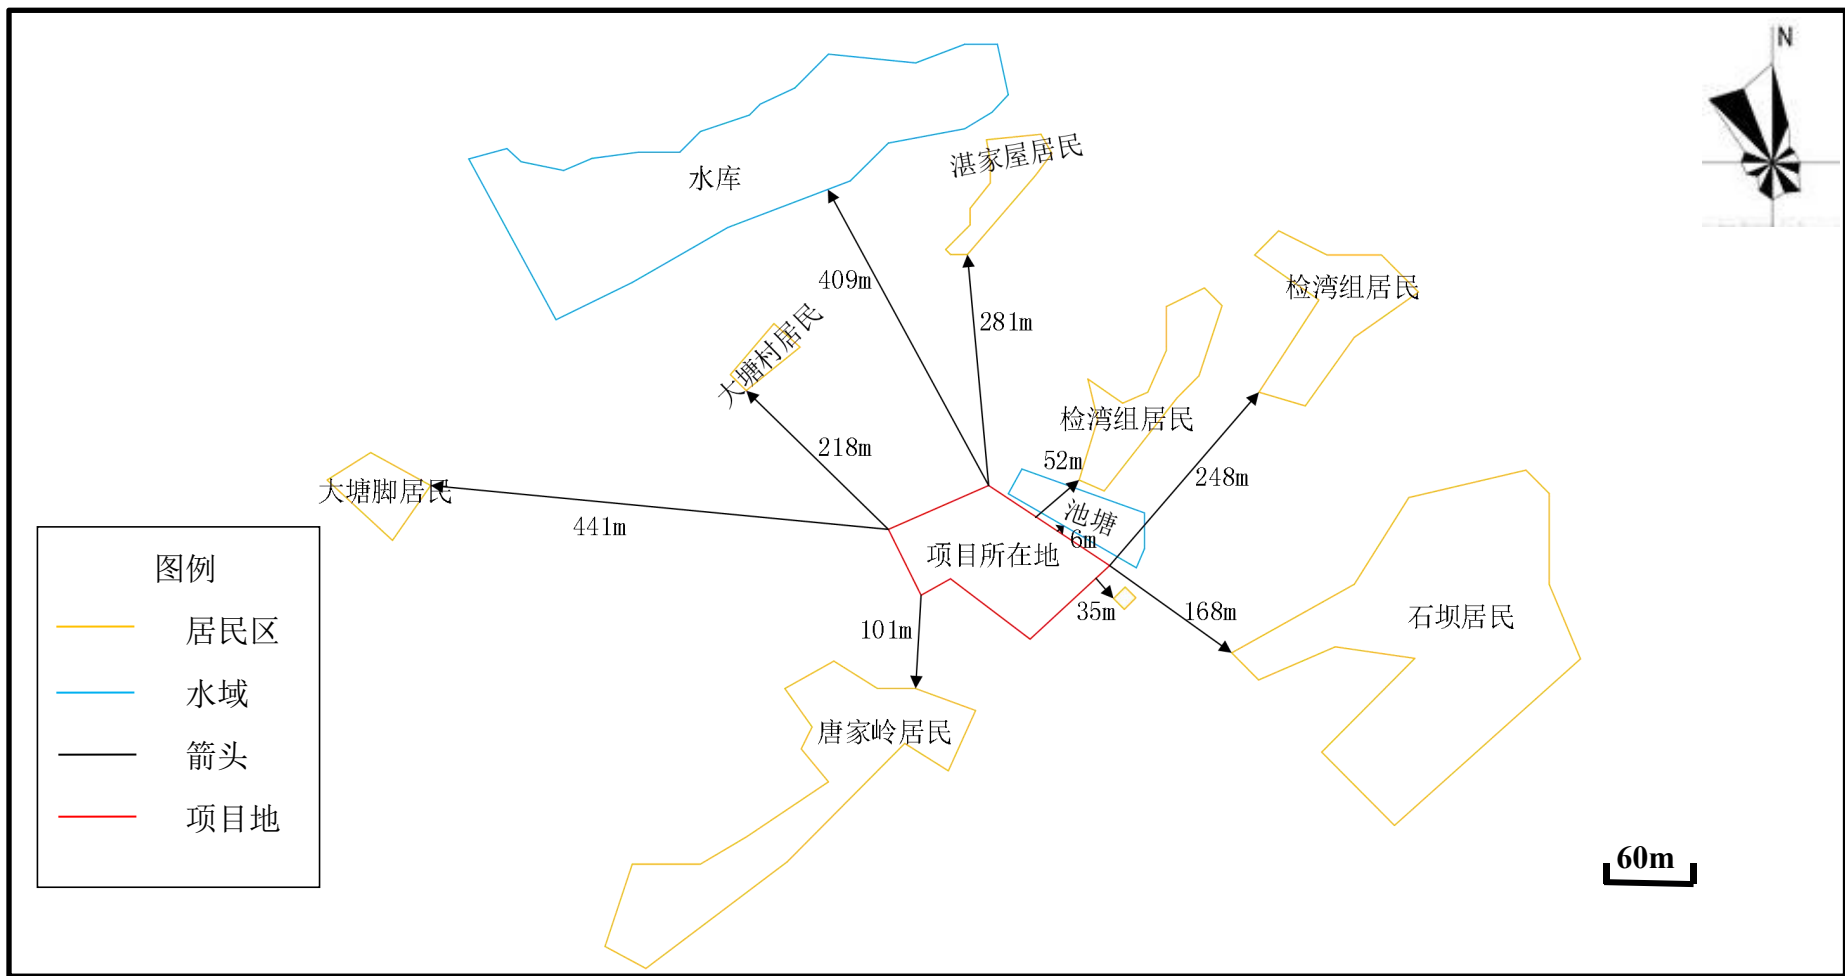 N
水库
湛家屋居民
409m
281m
检湾组居民
大塘村居民
检湾组居民
218m
52m
248m
大塘脚居民
441m
池塘
6m
项目所在地
35m
168m
101m
石坝居民
唐家岭居民
图例
居民区
水域
箭头
项目地
60m